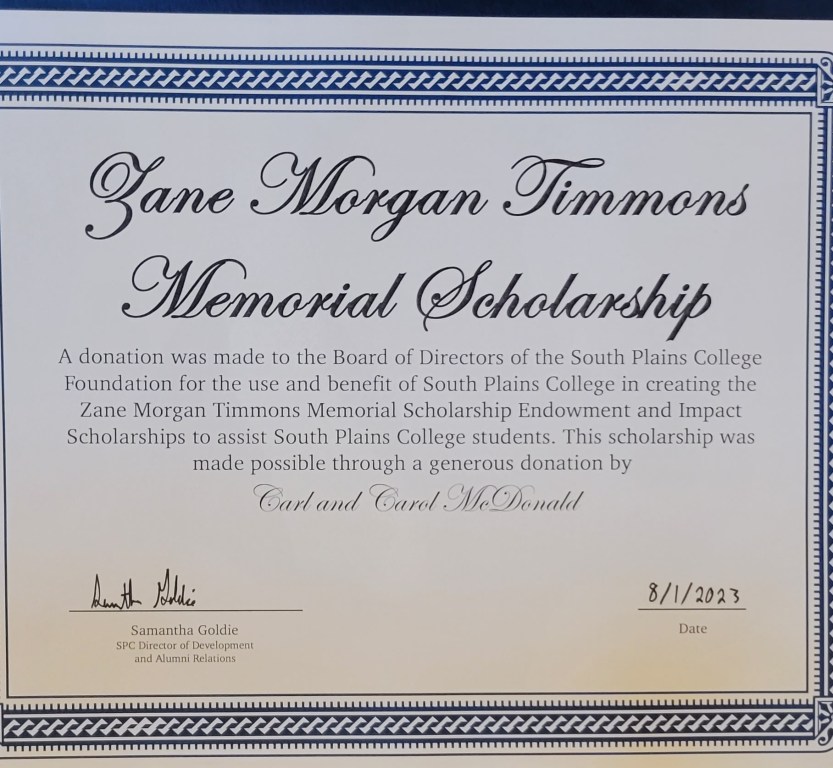 Zane Morgan Timmons
Memorial Scholarship
A donation was made to the Board of Directors of the South Plains College
Foundation for the use and benefit of South Plains College in creating the
Zane Morgan Timmons Memorial Scholarship Endowment and Impact
Scholarships to assist South Plains College students. This scholarship was
made possible through a generous donation by
Carl and Carol McDonald
Samantha Goldie
8/1/2023
Samantha Goldie
Date
SPC Director of Development
and Alumni Relations